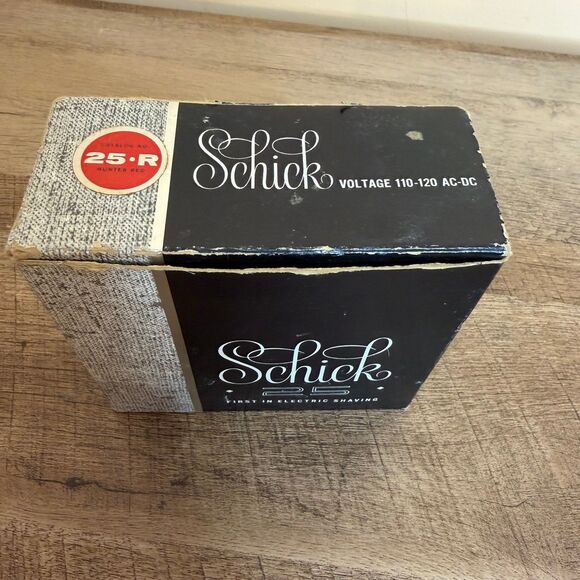 CATALOG NO.
25·R
HUNTER RED
Schick VOLTAGE 110-120 AC-DC
Schick
25
FIRST IN ELECTRIC SHAVING